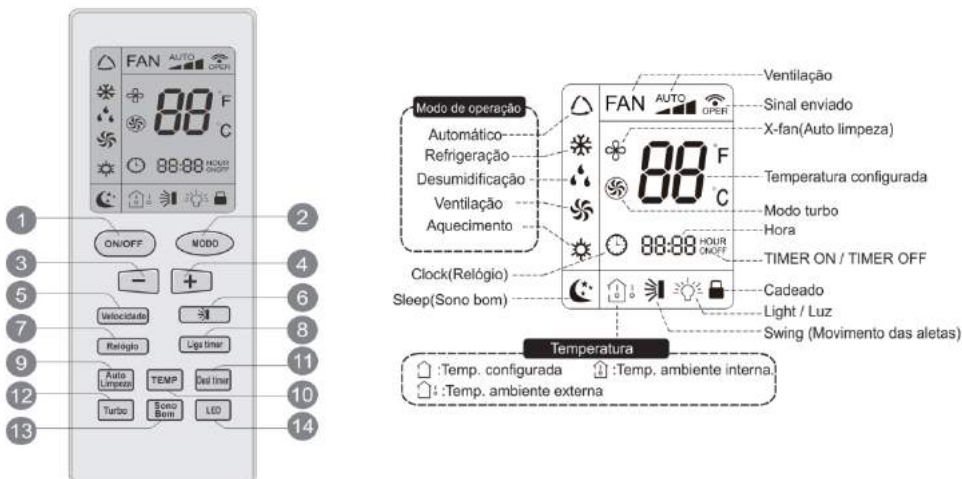 FAN AUTO OPER
88 °F °C
88:88 HOUR ONOFF
1 ON/OFF
2 MODO
3 −
4 +
5 Velocidade
6
7 Relógio
8 Liga timer
9 Auto Limpeza
TEMP 10
Desl timer 11
12 Turbo
13 Sono Bom
LED 14
Modo de operação
Automático
Refrigeração
Desumidificação
Ventilação
Aquecimento
Clock(Relógio)
Sleep(Sono bom)
FAN AUTO OPER
88 °F °C
88:88 HOUR ONOFF
Ventilação
Sinal enviado
X-fan(Auto limpeza)
Temperatura configurada
Modo turbo
Hora
TIMER ON / TIMER OFF
Cadeado
Light / Luz
Swing (Movimento das aletas)
Temperatura
:Temp. configurada :Temp. ambiente interna.
:Temp. ambiente externa